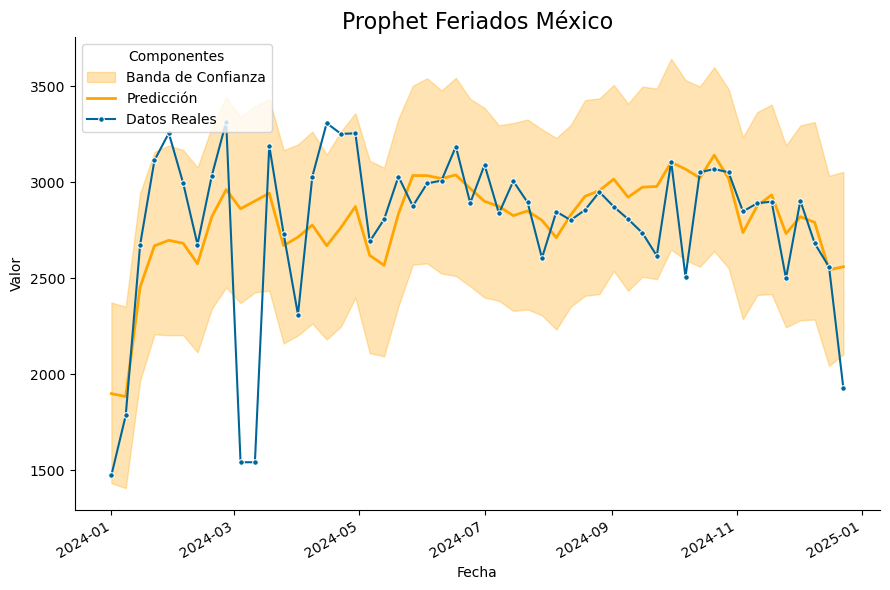 Prophet Feriados México
Componentes
Banda de Confianza
Predicción
Datos Reales
Valor
3500
3000
2500
2000
1500
2024-01
2024-03
2024-05
2024-07
2024-09
2024-11
2025-01
Fecha